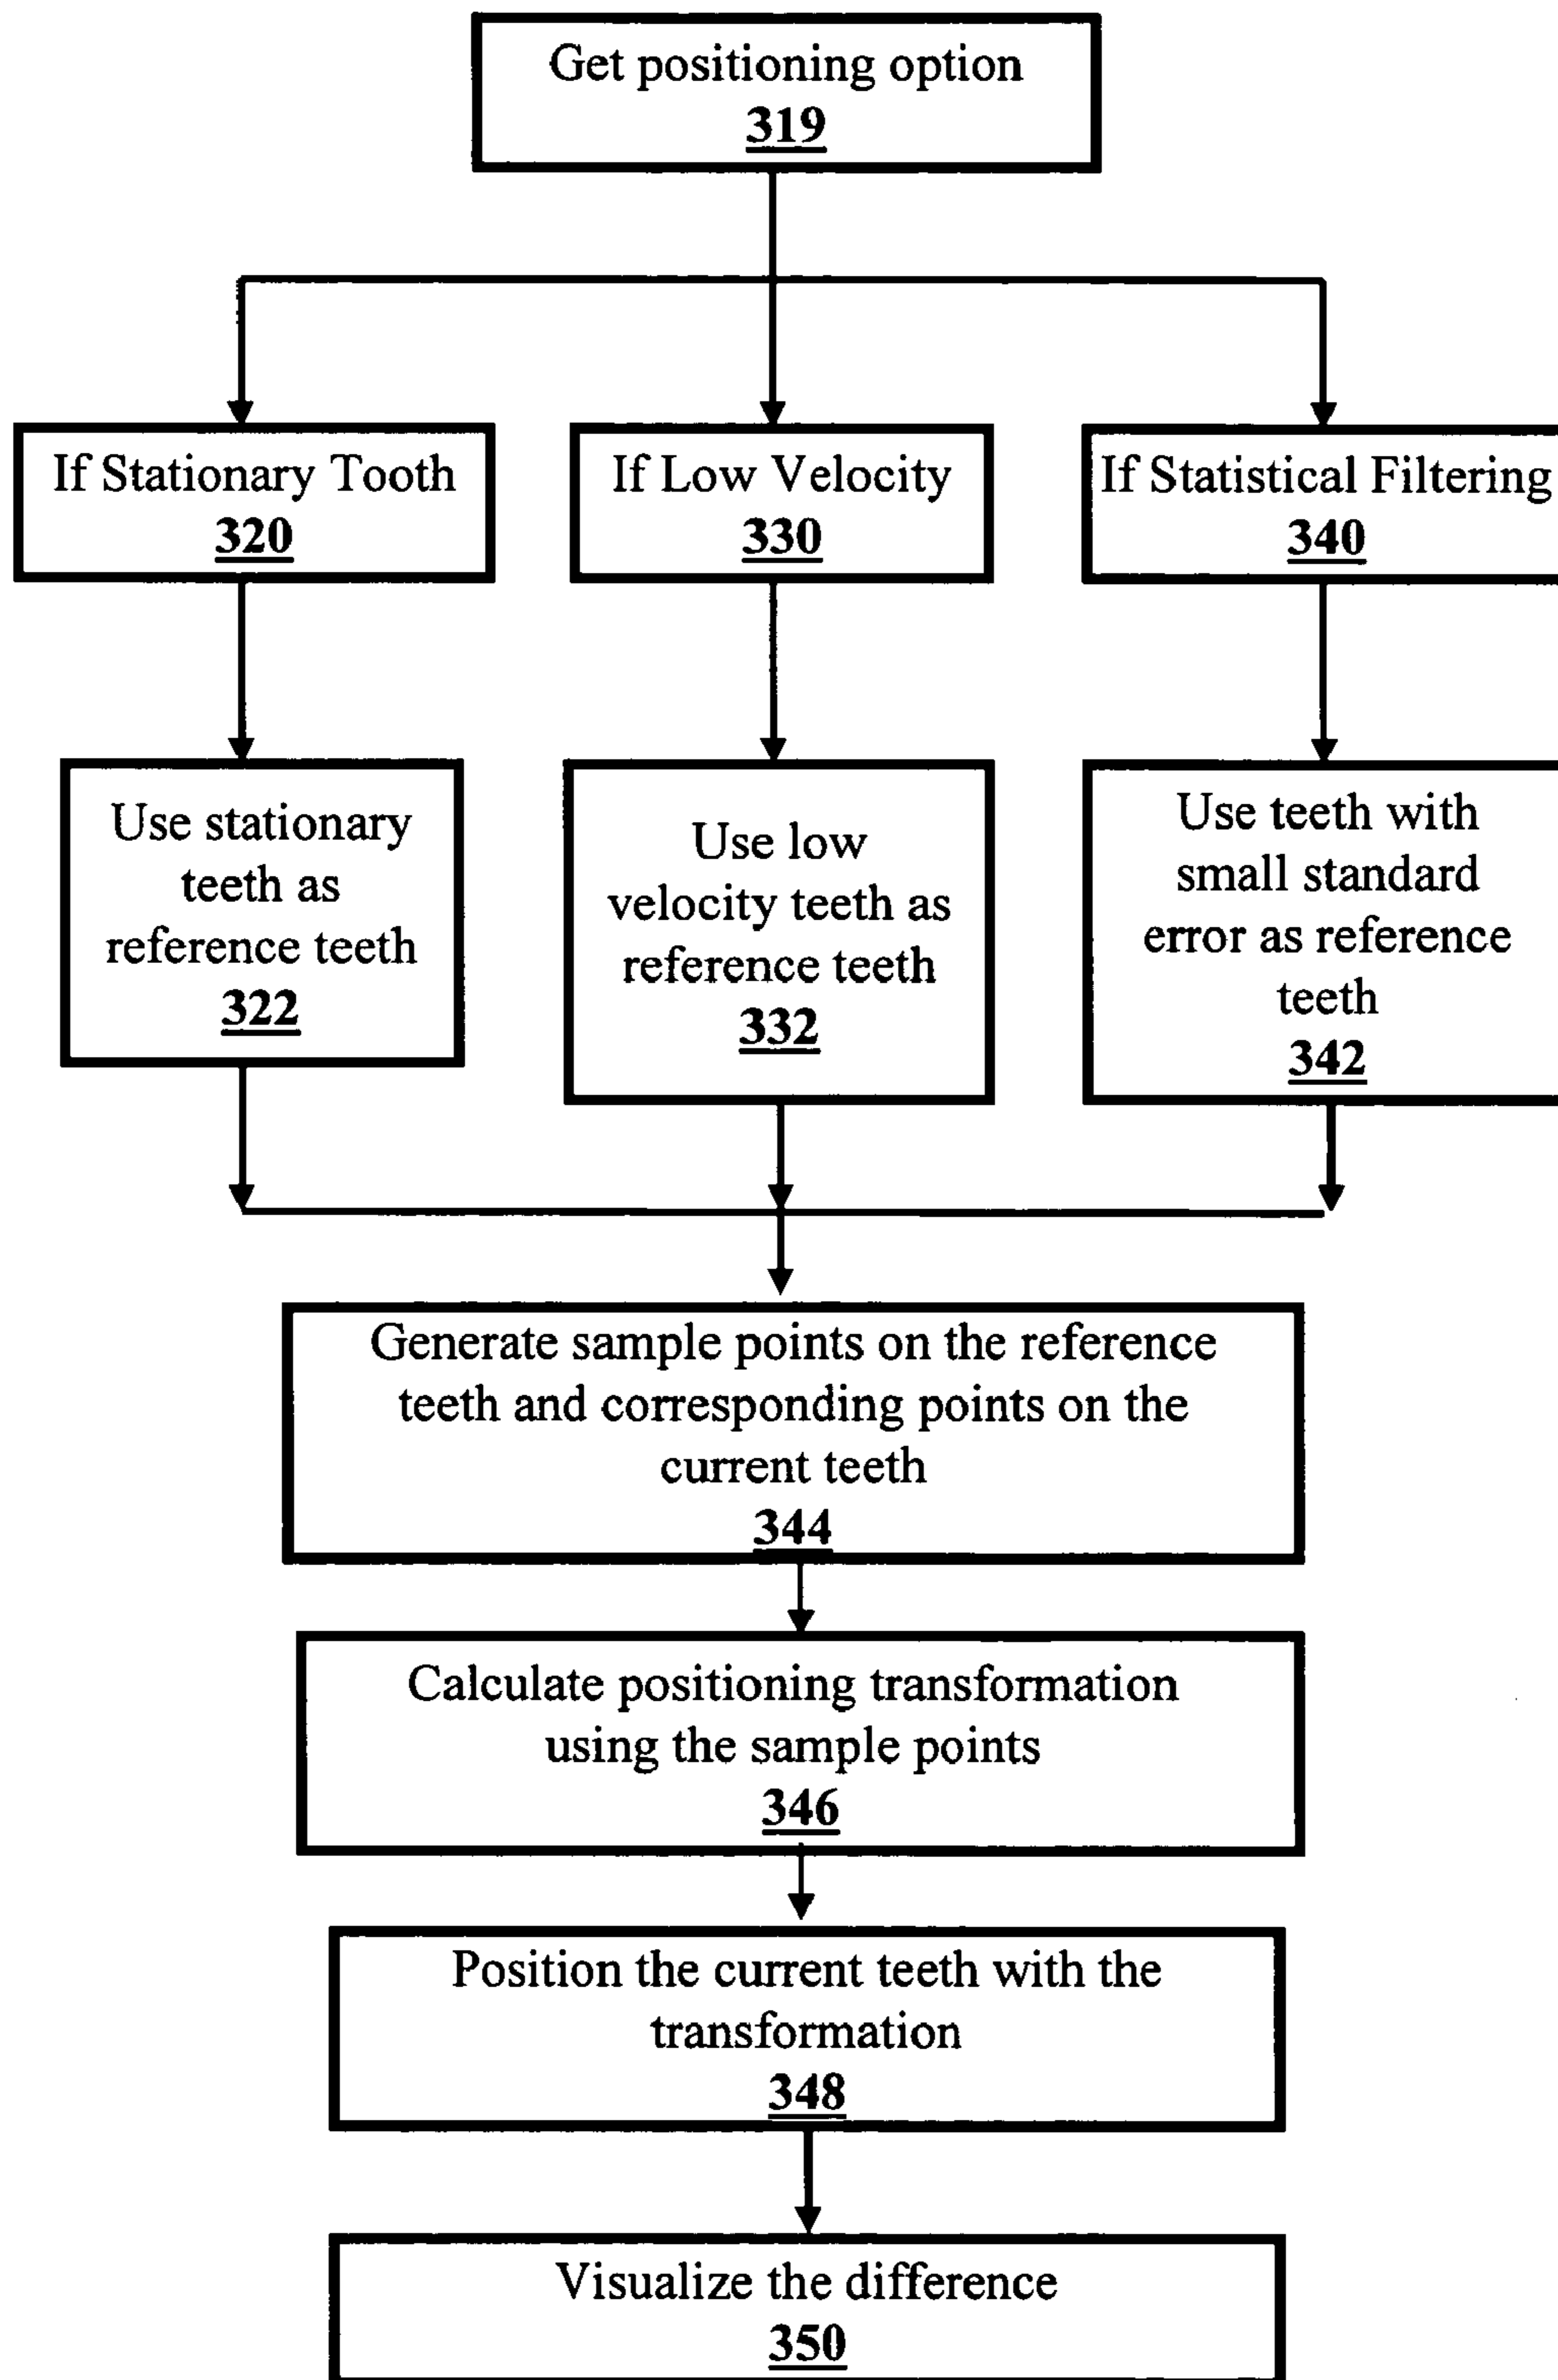 Get positioning option
319
If Stationary Tooth
320
If Low Velocity
330
If Statistical Filtering
340
Use stationary
teeth as
reference teeth
322
Use low
velocity teeth as
reference teeth
332
Use teeth with
small standard
error as reference
teeth
342
Generate sample points on the reference
teeth and corresponding points on the
current teeth
344
Calculate positioning transformation
using the sample points
346
Position the current teeth with the
transformation
348
Visualize the difference
350